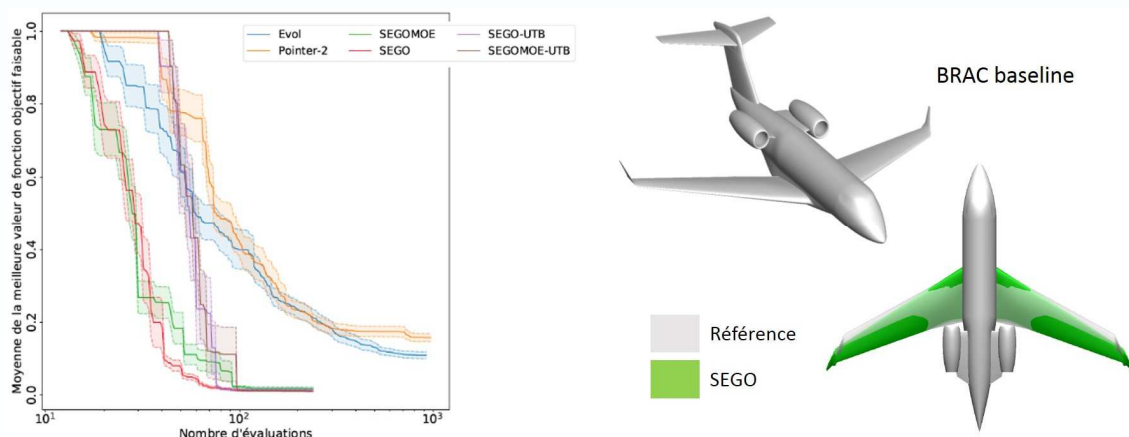 Moyenne de la meilleure valeur de fonction objectif faisable
1.0
0.8
0.6
0.4
0.2
0.0
10¹
10²
10³
Nombre d'évaluations
Evol
Pointer-2
SEGOMOE
SEGO
SEGO-UTB
SEGOMOE-UTB
BRAC baseline
Référence
SEGO